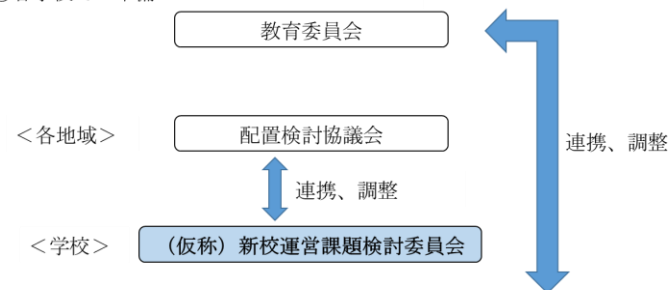 教育委員会
＜各地域＞
配置検討協議会
連携、調整
連携、調整
＜学校＞
（仮称）新校運営課題検討委員会